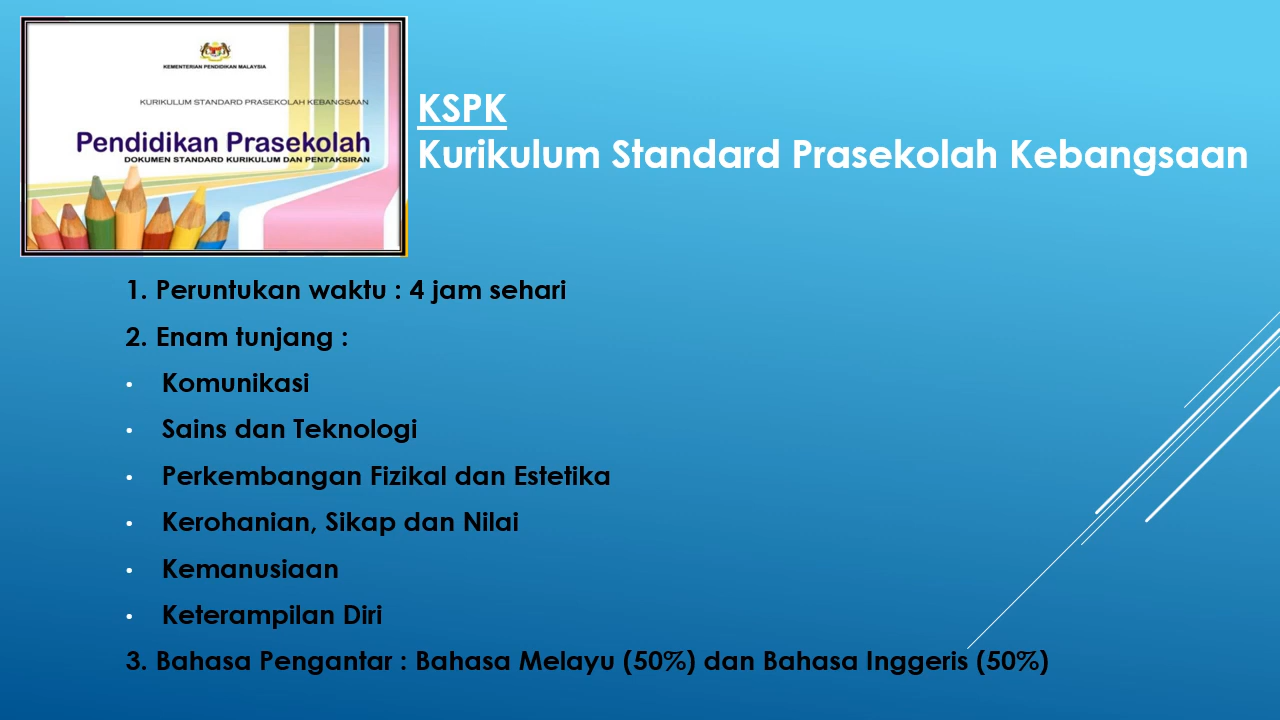 KEMENTERIAN PENDIDIKAN MALAYSIA
KURIKULUM STANDARD PRASEKOLAH KEBANGSAAN
Pendidikan Prasekolah
DOKUMEN STANDARD KURIKULUM DAN PENTAKSIRAN
KSPK
Kurikulum Standard Prasekolah Kebangsaan
1. Peruntukan waktu : 4 jam sehari
2. Enam tunjang :
• Komunikasi
• Sains dan Teknologi
• Perkembangan Fizikal dan Estetika
• Kerohanian, Sikap dan Nilai
• Kemanusiaan
• Keterampilan Diri
3. Bahasa Pengantar : Bahasa Melayu (50%) dan Bahasa Inggeris (50%)